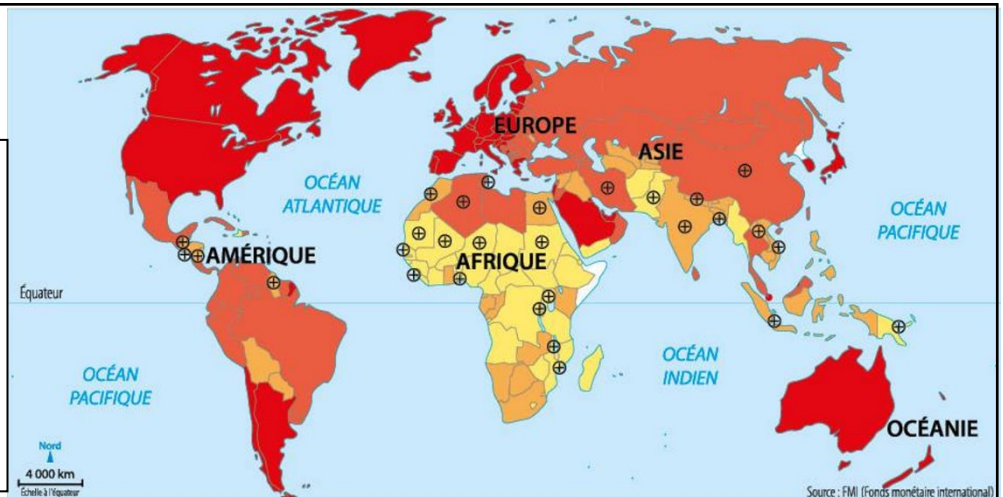 EUROPE
ASIE
OCÉAN
ATLANTIQUE
OCÉAN
PACIFIQUE
AMÉRIQUE
AFRIQUE
Équateur
OCÉAN
INDIEN
OCÉAN
PACIFIQUE
OCÉANIE
Nord
4 000 km
Échelle à l'équateur
Source : FMI (Fonds monétaire international)